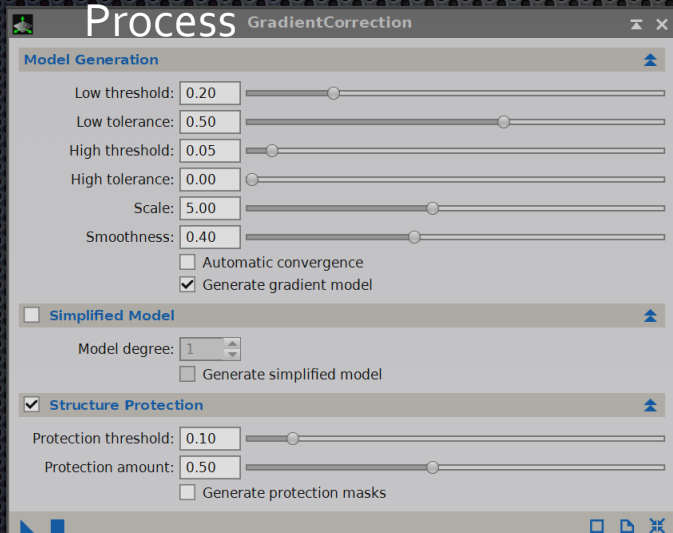 Process GradientCorrection
Model Generation
Low threshold: 0.20
Low tolerance: 0.50
High threshold: 0.05
High tolerance: 0.00
Scale: 5.00
Smoothness: 0.40
Automatic convergence
Generate gradient model
Simplified Model
Model degree: 1
Generate simplified model
Structure Protection
Protection threshold: 0.10
Protection amount: 0.50
Generate protection masks